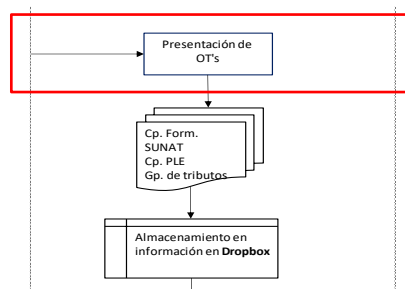 Presentación de
OT's
Cp. Form.
SUNAT
Cp. PLE
Gp. de tributos
Almacenamiento en
información en Dropbox